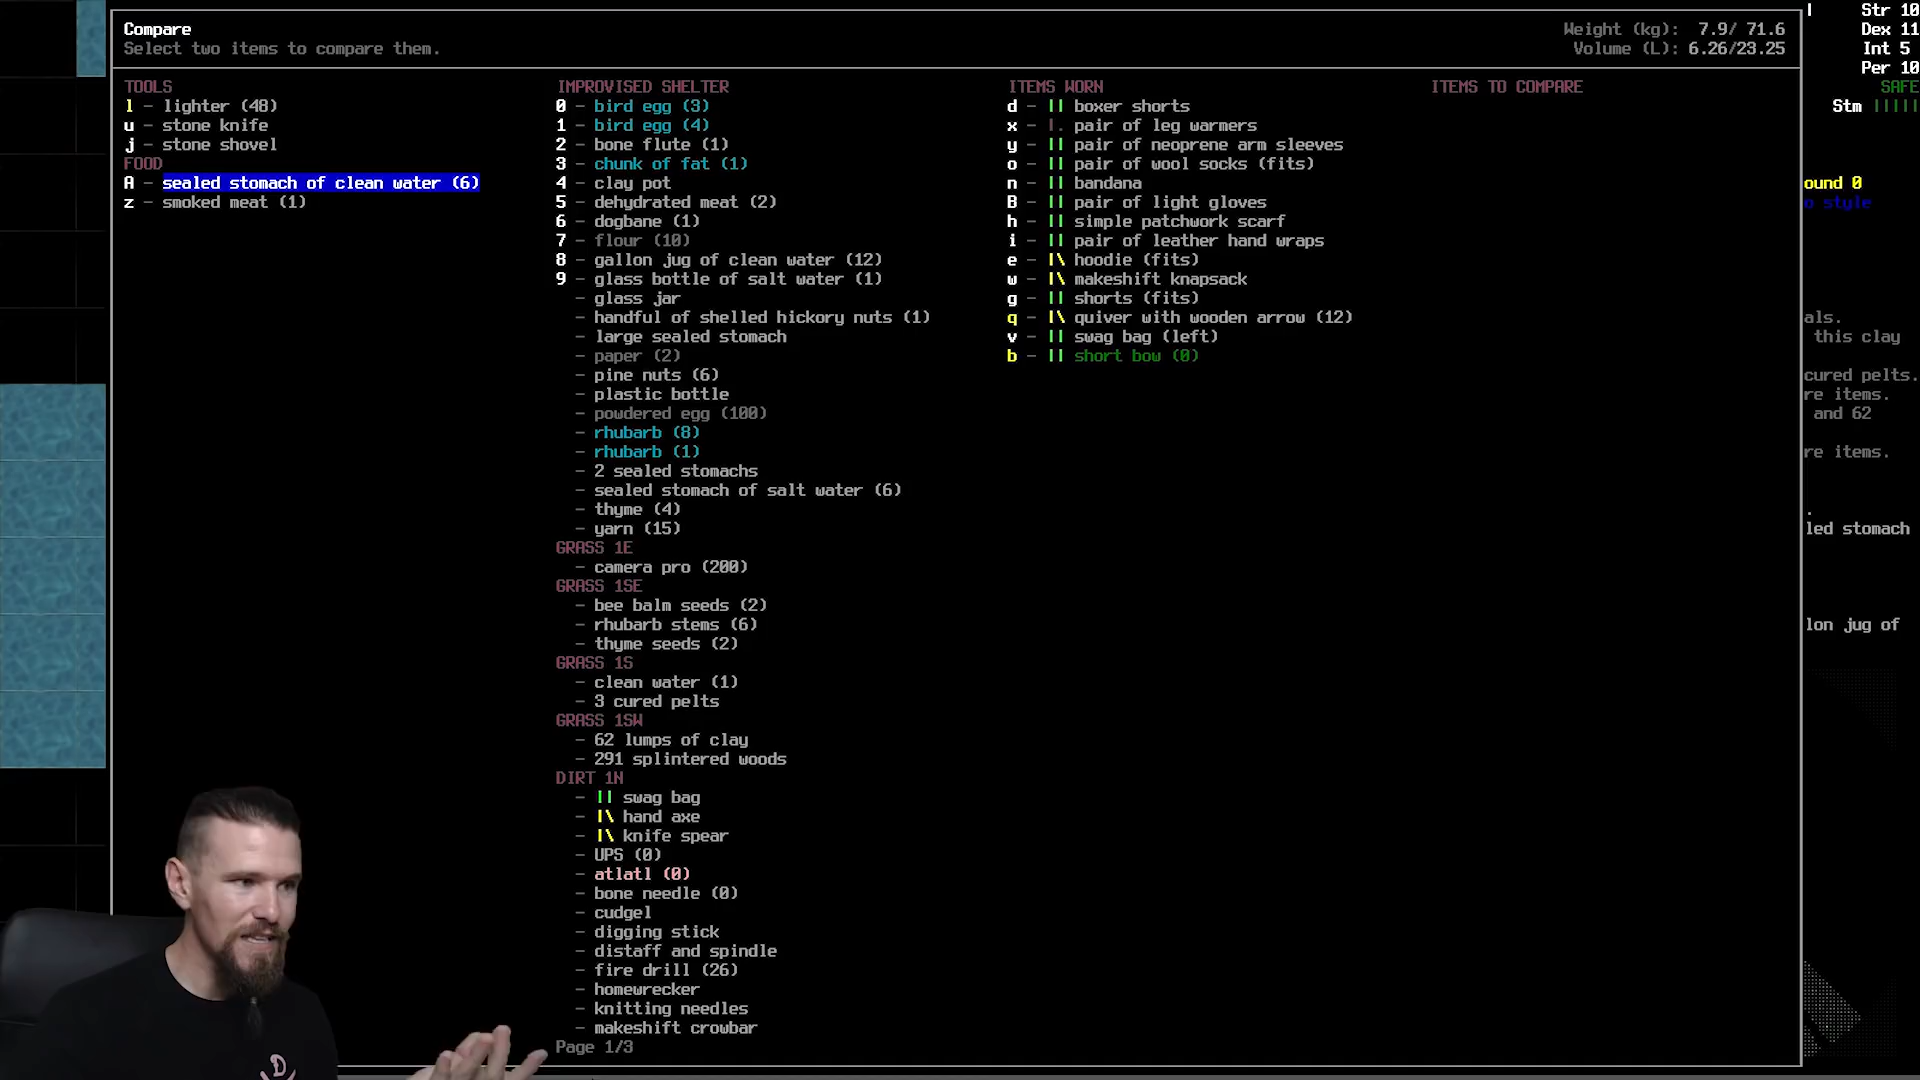 Compare
Select two items to compare them.
Weight (kg): 7.9/ 71.6
Volume (L): 6.26/23.25
TOOLS
l - lighter (48)
u - stone knife
j - stone shovel
FOOD
A - sealed stomach of clean water (6)
z - smoked meat (1)
IMPROVISED SHELTER
0 - bird egg (3)
1 - bird egg (4)
2 - bone flute (1)
3 - chunk of fat (1)
4 - clay pot
5 - dehydrated meat (2)
6 - dogbane (1)
7 - flour (10)
8 - gallon jug of clean water (12)
9 - glass bottle of salt water (1)
- glass jar
- handful of shelled hickory nuts (1)
- large sealed stomach
- paper (2)
- pine nuts (6)
- plastic bottle
- powdered egg (100)
- rhubarb (8)
- rhubarb (1)
- 2 sealed stomachs
- sealed stomach of salt water (6)
- thyme (4)
- yarn (15)
GRASS 1E
- camera pro (200)
GRASS 1SE
- bee balm seeds (2)
- rhubarb stems (6)
- thyme seeds (2)
GRASS 1S
- clean water (1)
- 3 cured pelts
GRASS 1SW
- 62 lumps of clay
- 291 splintered woods
DIRT 1N
- || swag bag
- |\ hand axe
- |\ knife spear
- UPS (0)
- atlatl (0)
- bone needle (0)
- cudgel
- digging stick
- distaff and spindle
- fire drill (26)
- homewrecker
- knitting needles
- makeshift crowbar
Page 1/3
ITEMS WORN
d - || boxer shorts
x - |. pair of leg warmers
y - || pair of neoprene arm sleeves
o - || pair of wool socks (fits)
n - || bandana
B - || pair of light gloves
h - || simple patchwork scarf
i - || pair of leather hand wraps
e - |\ hoodie (fits)
w - |\ makeshift knapsack
g - || shorts (fits)
q - |\ quiver with wooden arrow (12)
v - || swag bag (left)
b - || short bow (0)
ITEMS TO COMPARE
Str 10
Dex 11
Int 5
Per 10
SAFE
Stm |||||
ound 0
o style
als.
this clay
cured pelts.
re items.
and 62
re items.
.
led stomach
lon jug of